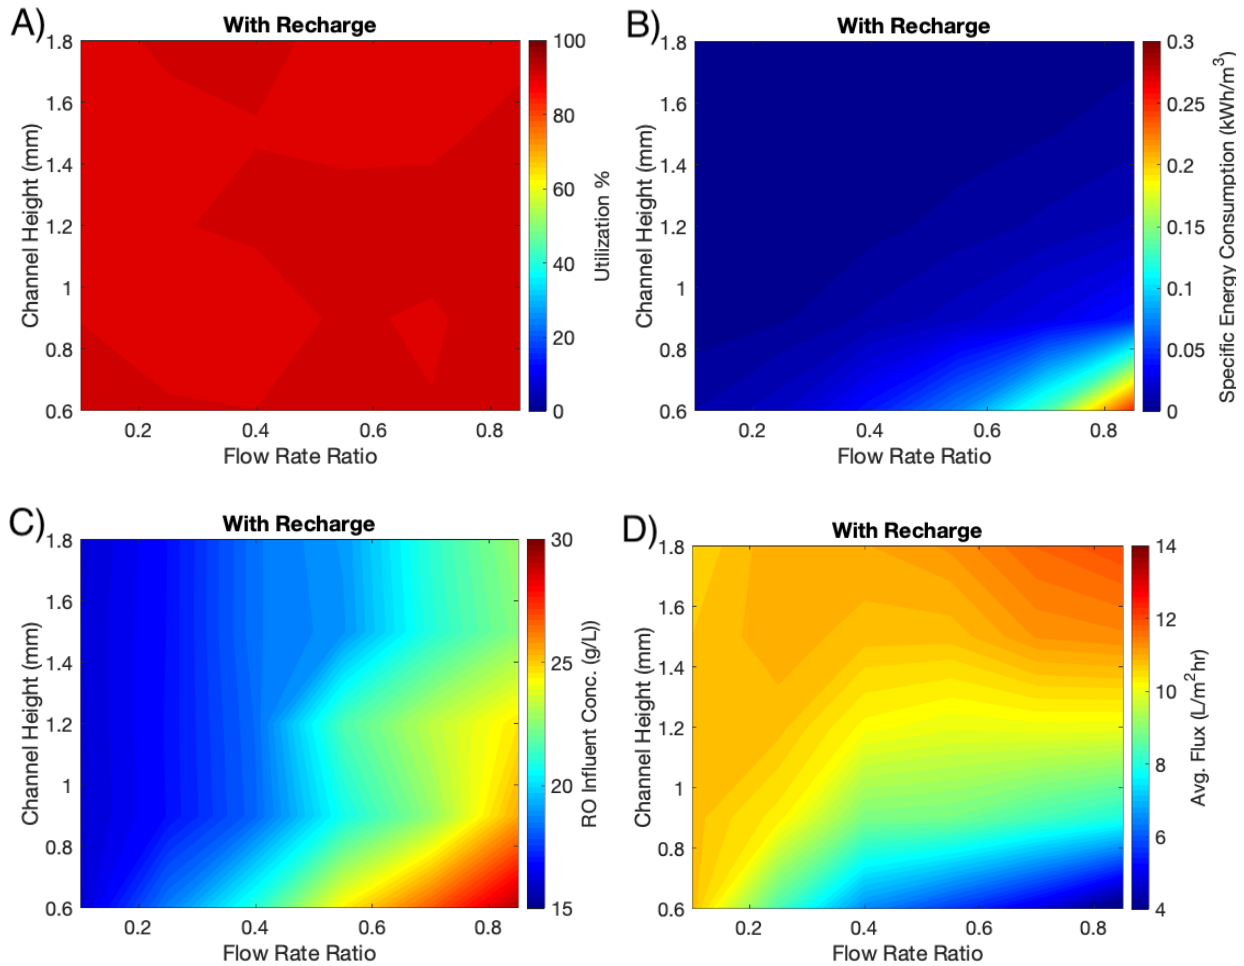 A)
With Recharge
1.8
1.6
1.4
1.2
1
0.8
0.6
Channel Height (mm)
0.2 0.4 0.6 0.8
Flow Rate Ratio
100
80
60
40
20
0
Utilization %
B)
With Recharge
1.8
1.6
1.4
1.2
1
0.8
0.6
Channel Height (mm)
0.2 0.4 0.6 0.8
Flow Rate Ratio
0.3
0.25
0.2
0.15
0.1
0.05
0
Specific Energy Consumption (kWh/m³)
C)
With Recharge
1.8
1.6
1.4
1.2
1
0.8
0.6
Channel Height (mm)
0.2 0.4 0.6 0.8
Flow Rate Ratio
30
25
20
15
RO Influent Conc. (g/L))
D)
With Recharge
1.8
1.6
1.4
1.2
1
0.8
0.6
Channel Height (mm)
0.2 0.4 0.6 0.8
Flow Rate Ratio
14
12
10
8
6
4
Avg. Flux (L/m²hr)